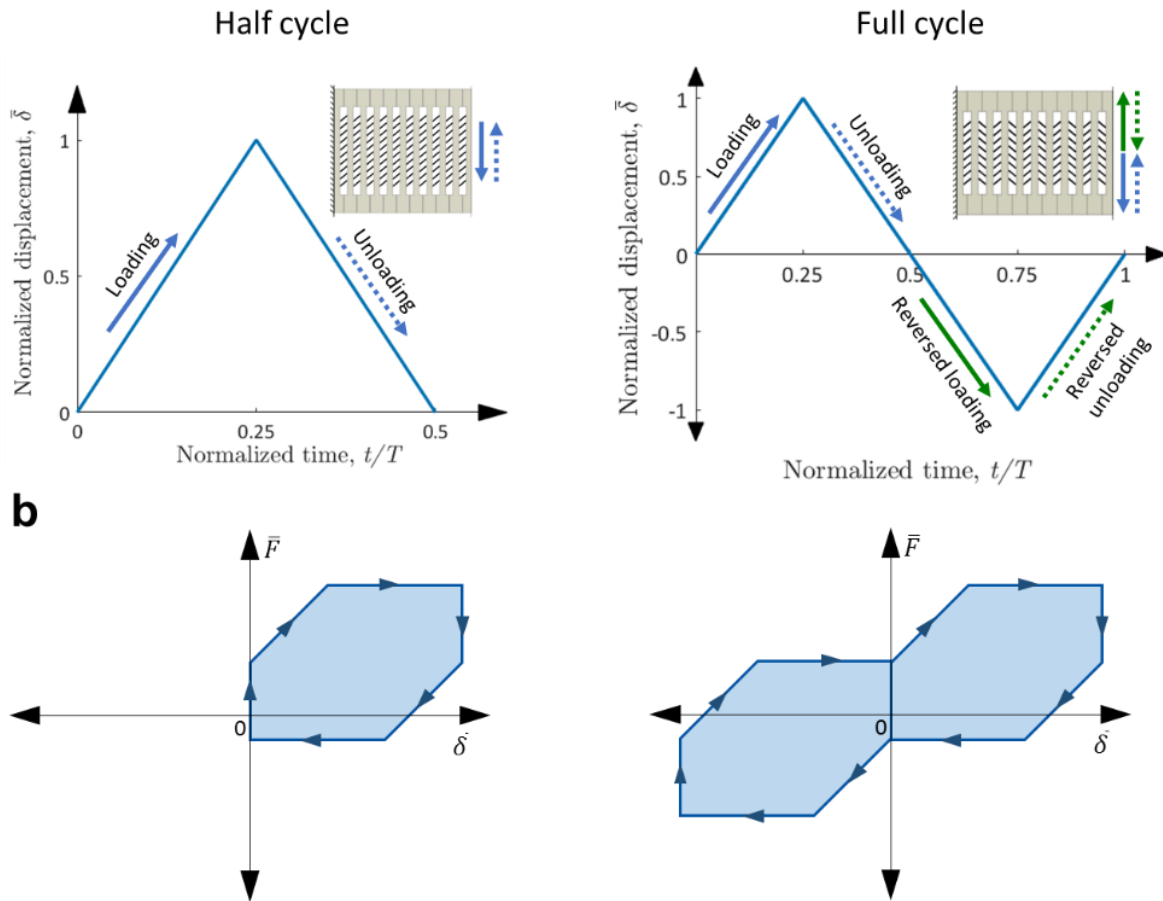 Half cycle
Normalized displacement, δ̄
1
0.5
0
Loading
Unloading
0
0.25
0.5
Normalized time, t/T
Full cycle
Normalized displacement, δ̄
1
0.5
0
-0.5
-1
Loading
Unloading
Reversed loading
Reversed
unloading
0.25
0.5
0.75
1
Normalized time, t/T
b
F̄
0
δ̄
F̄
0
δ̄